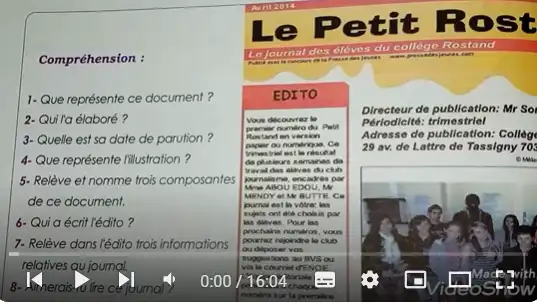 Compréhension :
1- Que représente ce document ?
2- Qui l'a élaboré ?
3- Quelle est sa date de parution ?
4- Que représente l'illustration ?
5- Relève et nomme trois composantes
de ce document.
6- Qui a écrit l'édito ?
7- Relève dans l'édito trois informations
relatives au journal.
8- Aimerais-tu lire ce journal ?
Avril 2014
Le Petit Rost
Le journal des élèves du collège Rostand
Publié avec le concours de la Presse des jeunes www.pressedesjeunes.com
EDITO
Vous découvrez le
premier numéro du Petit
Rostand en version
papier ou numérique. Ce
trimestriel est le résultat
de plusieurs semaines de
travail des élèves du club
journalisme, encadrés par
Mme ABOU EDOU, Mr
MENDY et Mr BUTTE. Ce
journal est la vôtre: les
sujets ont été choisis par
les élèves. Pour les
prochains numéros, vous
pourrez rejoindre le club
ou déposer vos
suggestions au BVS ou
via le courriel d'ENOE
chaque
numéro sur la première
Directeur de publication: Mr Son
Périodicité: trimestriel
Adresse de publication: Collège
29 av. de Lattre de Tassigny 703
0:00 / 16:04
Made with
VideoShow